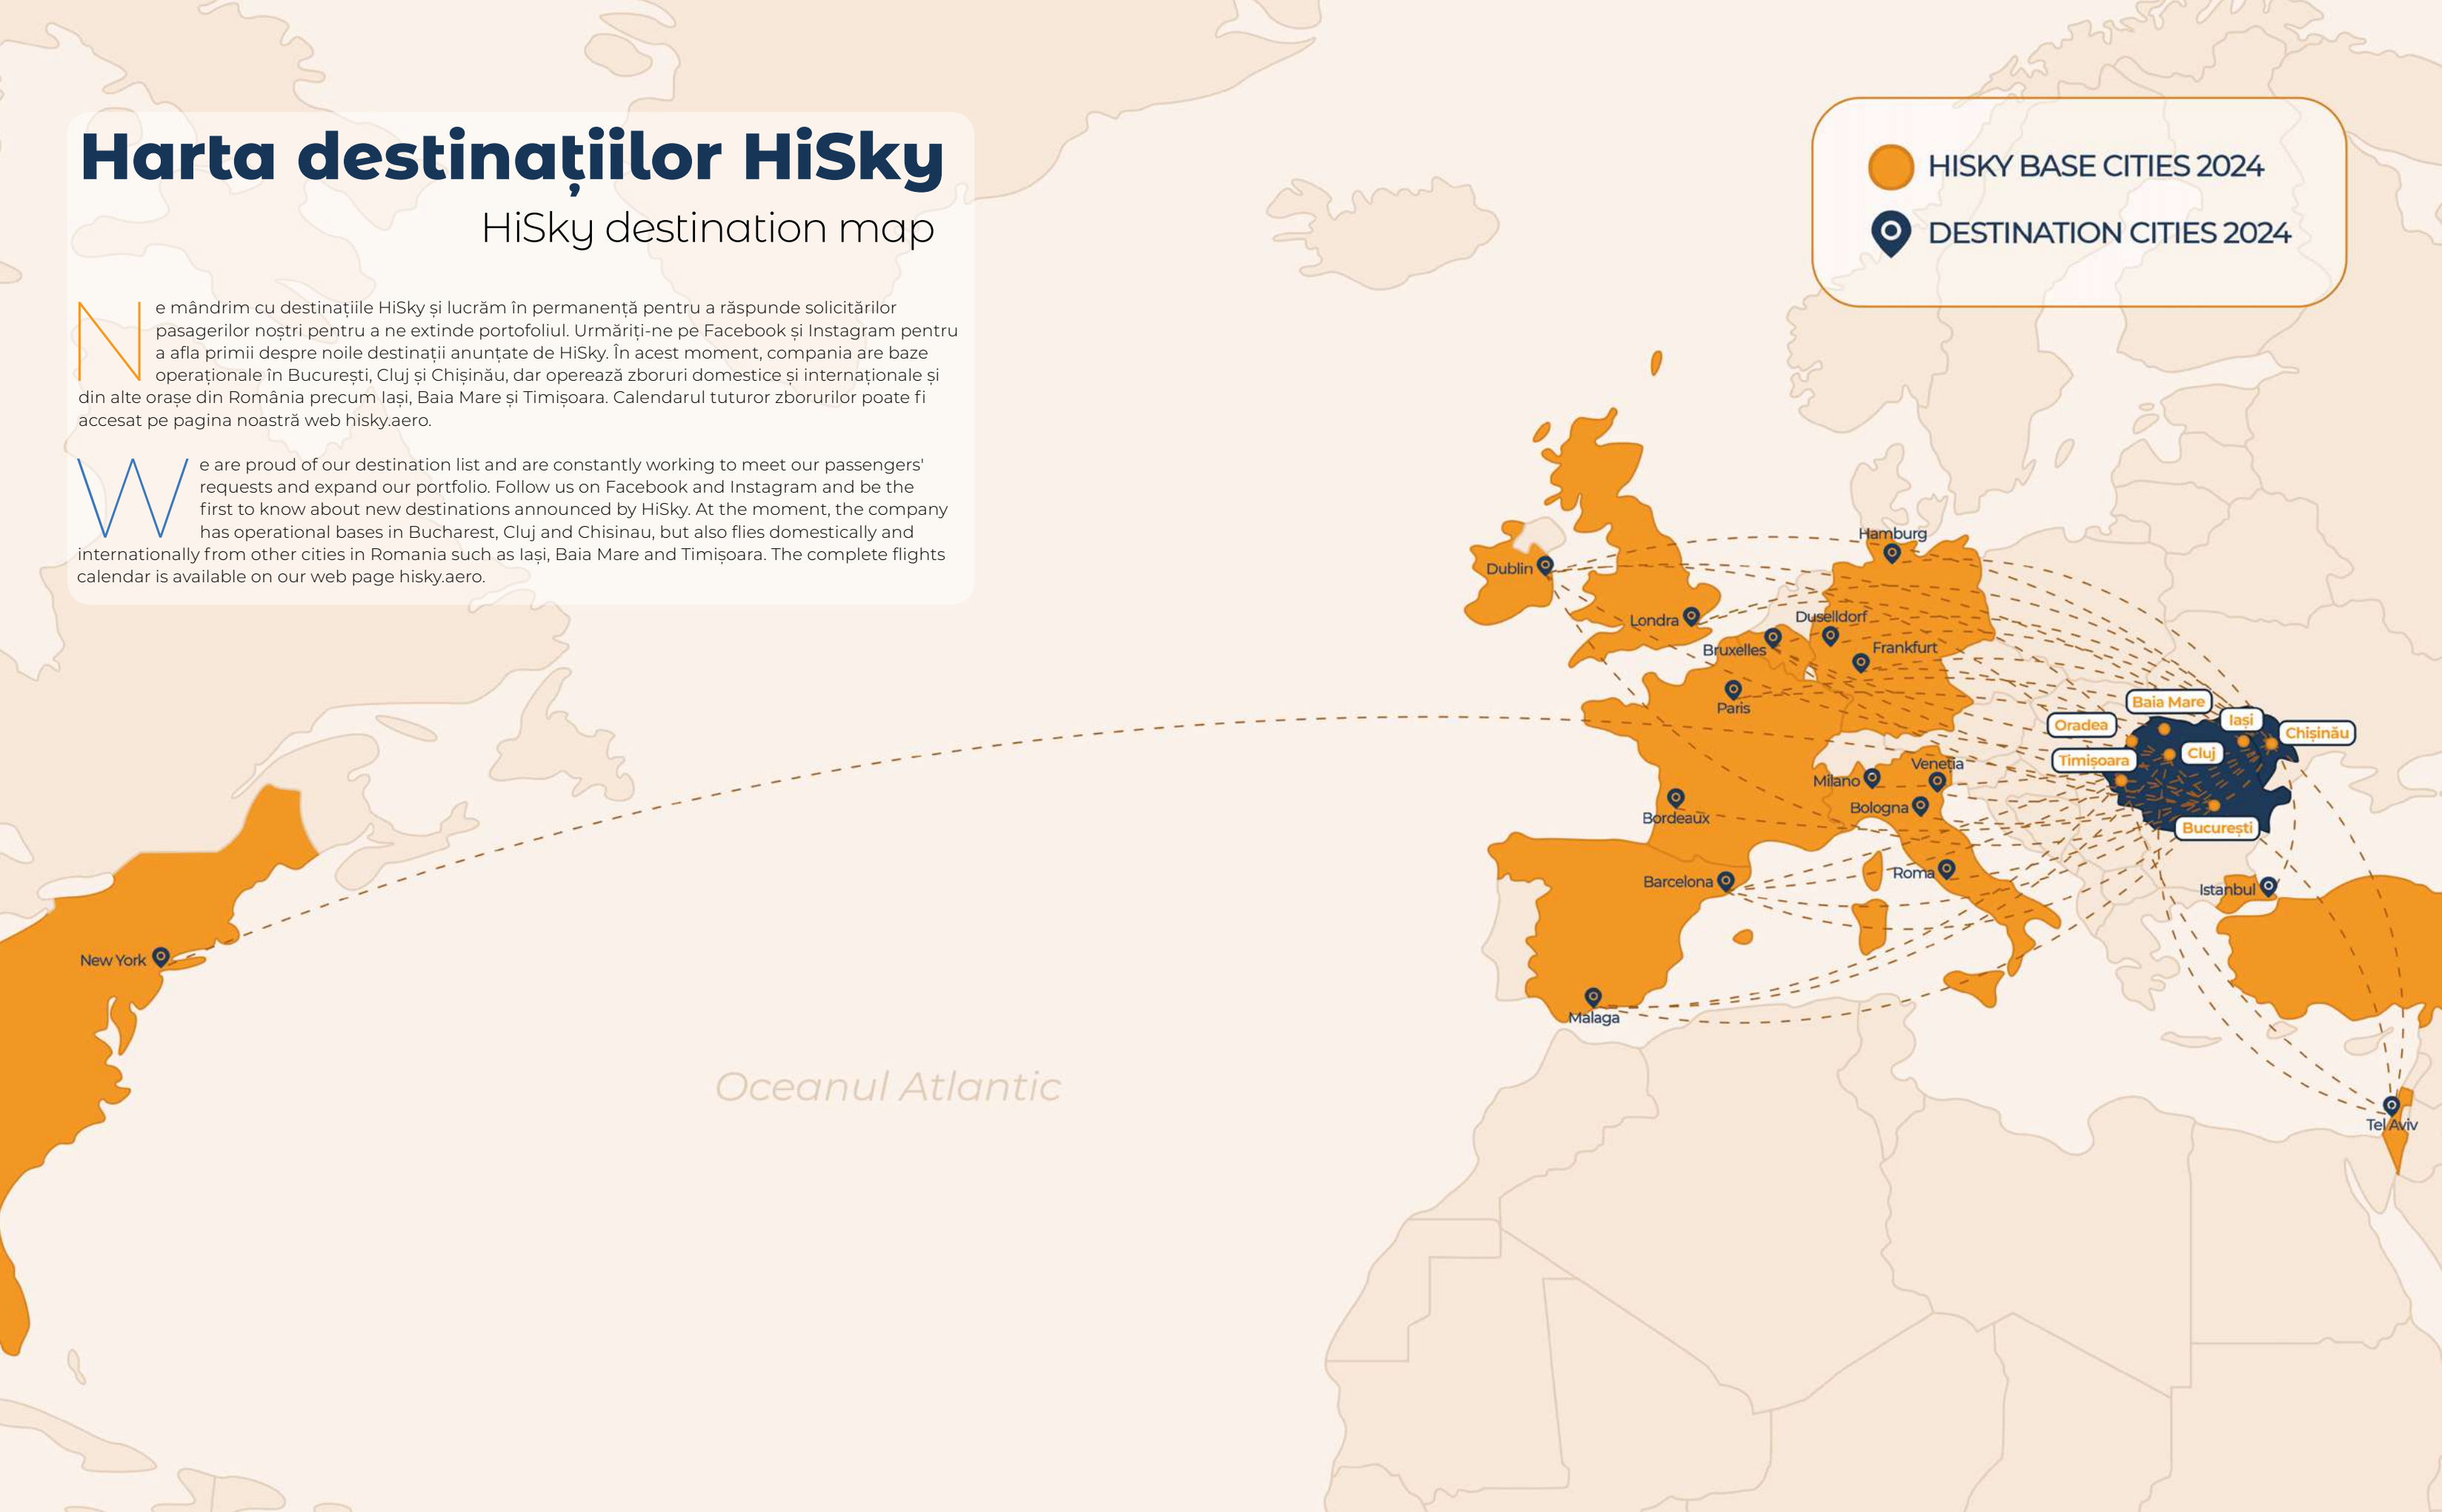 Harta destinațiilor HiSky
HiSky destination map
Ne mândrim cu destinațiile HiSky și lucrăm în permanență pentru a răspunde solicitărilor
pasagerilor noștri pentru a ne extinde portofoliul. Urmăriți-ne pe Facebook și Instagram pentru
a afla primii despre noile destinații anunțate de HiSky. În acest moment, compania are baze
operaționale în București, Cluj și Chișinău, dar operează zboruri domestice și internaționale și
din alte orașe din România precum Iași, Baia Mare și Timișoara. Calendarul tuturor zborurilor poate fi
accesat pe pagina noastră web hisky.aero.
We are proud of our destination list and are constantly working to meet our passengers'
requests and expand our portfolio. Follow us on Facebook and Instagram and be the
first to know about new destinations announced by HiSky. At the moment, the company
has operational bases in Bucharest, Cluj and Chisinau, but also flies domestically and
internationally from other cities in Romania such as Iași, Baia Mare and Timișoara. The complete flights
calendar is available on our web page hisky.aero.
HISKY BASE CITIES 2024
DESTINATION CITIES 2024
Hamburg
Dublin
Londra
Duselldorf
Bruxelles
Frankfurt
Paris
Baia Mare
Iași
Oradea
Chișinău
Cluj
Timișoara
Veneția
Milano
Bologna
Bordeaux
București
Roma
Barcelona
Istanbul
New York
Malaga
Oceanul Atlantic
Tel Aviv